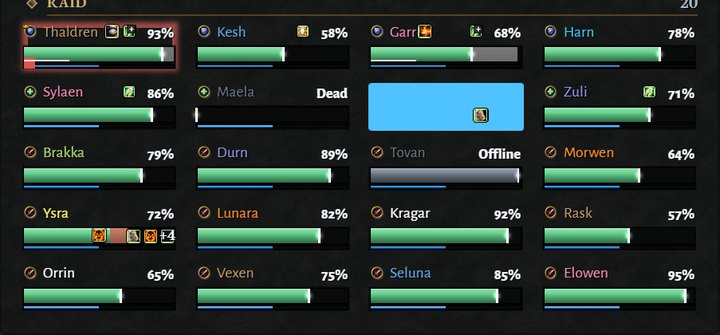 RAID 20
Thaldren 93% Kesh 58% Garr 68% Harn 78%
Sylaen 86% Maela Dead Zuli 71%
Brakka 79% Durn 89% Tovan Offline Morwen 64%
Ysra 72% Lunara 82% Kragar 92% Rask 57%
+4
Orrin 65% Vexen 75% Seluna 85% Elowen 95%